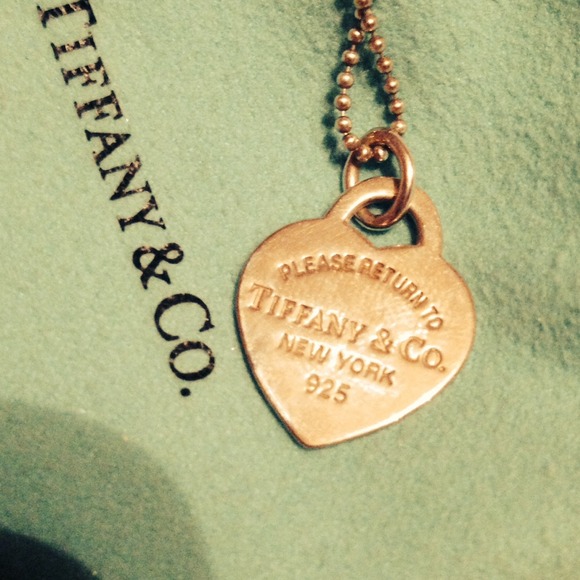 TIFFANY & CO.
PLEASE RETURN TO
TIFFANY & CO.
NEW YORK
925